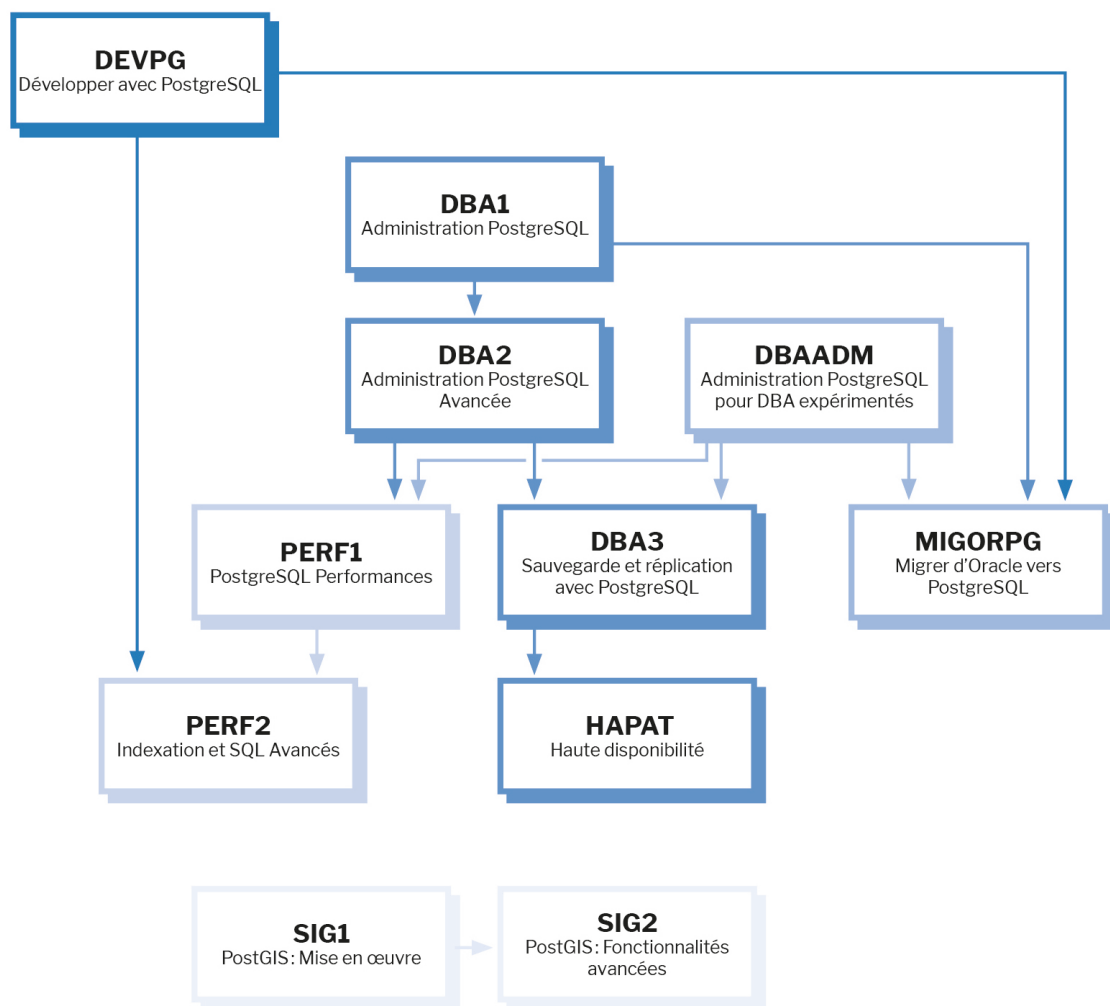 DEVPG
Développer avec PostgreSQL
DBA1
Administration PostgreSQL
DBA2
Administration PostgreSQL
Avancée
DBAADM
Administration PostgreSQL
pour DBA expérimentés
PERF1
PostgreSQL Performances
DBA3
Sauvegarde et réplication
avec PostgreSQL
MIGORPG
Migrer d'Oracle vers
PostgreSQL
PERF2
Indexation et SQL Avancés
HAPAT
Haute disponibilité
SIG1
PostGIS : Mise en œuvre
SIG2
PostGIS : Fonctionnalités
avancées